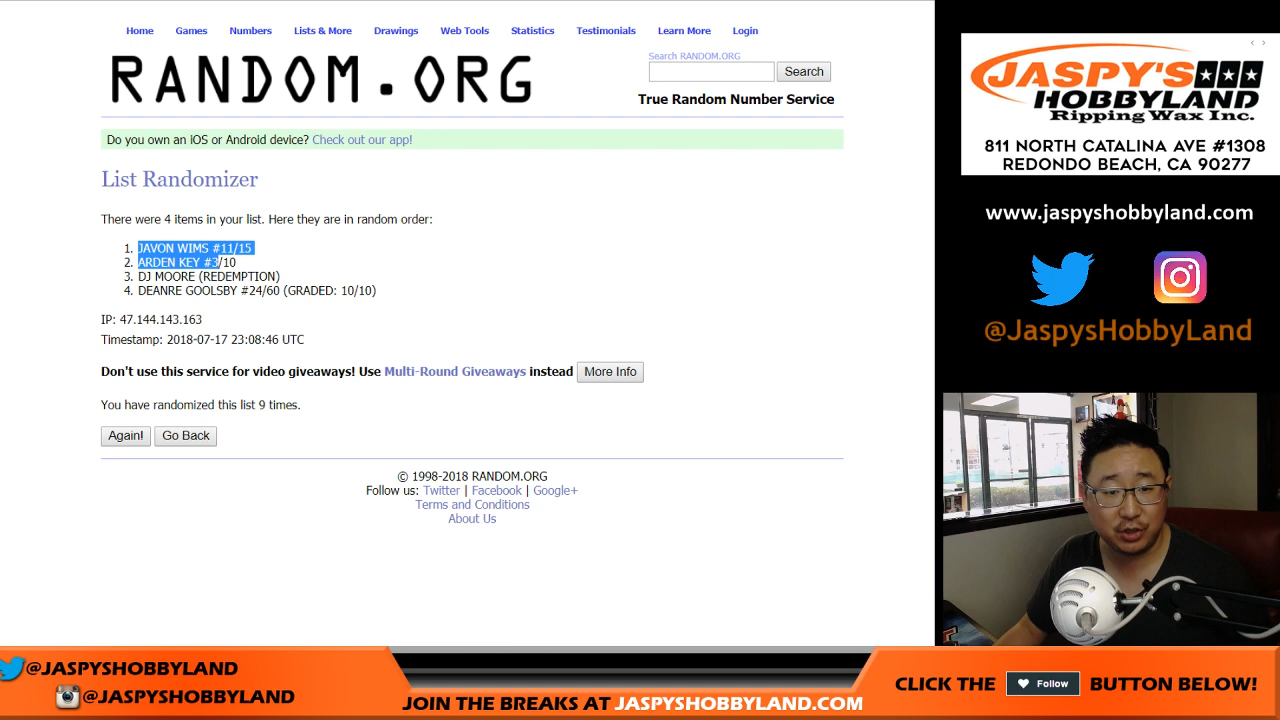 Home Games Numbers Lists & More Drawings Web Tools Statistics Testimonials Learn More Login
RANDOM.ORG
Search RANDOM.ORG
Search
True Random Number Service
Do you own an iOS or Android device? Check out our app!
List Randomizer
There were 4 items in your list. Here they are in random order:
1. JAVON WIMS #11/15
2. ARDEN KEY #3/10
3. DJ MOORE (REDEMPTION)
4. DEANRE GOOLSBY #24/60 (GRADED: 10/10)
IP: 47.144.143.163
Timestamp: 2018-07-17 23:08:46 UTC
Don't use this service for video giveaways! Use Multi-Round Giveaways instead More Info
You have randomized this list 9 times.
Again! Go Back
© 1998-2018 RANDOM.ORG
Follow us: Twitter | Facebook | Google+
Terms and Conditions
About Us
JASPY'S
HOBBYLAND
Ripping Wax Inc.
811 NORTH CATALINA AVE #1308
REDONDO BEACH, CA 90277
www.jaspyshobbyland.com
@JaspysHobbyLand
@JASPYSHOBBYLAND
@JASPYSHOBBYLAND
JOIN THE BREAKS AT JASPYSHOBBYLAND.COM
CLICK THE Follow BUTTON BELOW!